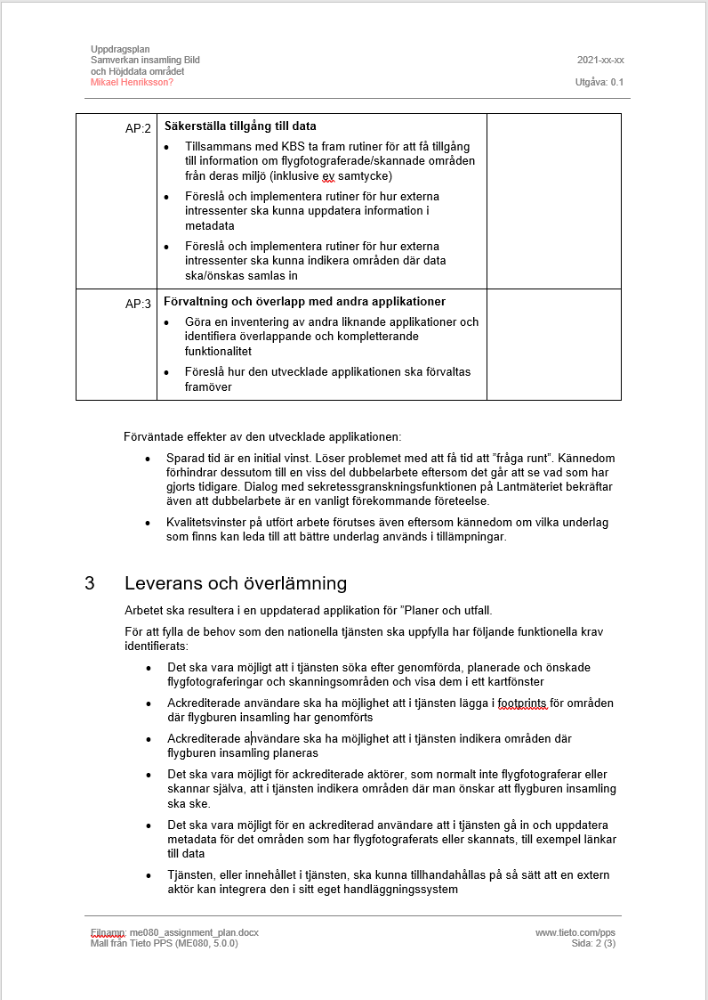 Uppdragsplan
Samverkan insamling Bild
och Höjddata området
Mikael Henriksson?
2021-xx-xx
Utgåva: 0.1
AP:2
Säkerställa tillgång till data
• Tillsammans med KBS ta fram rutiner för att få tillgång
till information om flygfotograferade/skannade områden
från deras miljö (inklusive ev samtycke)
• Föreslå och implementera rutiner för hur externa
intressenter ska kunna uppdatera information i
metadata
• Föreslå och implementera rutiner för hur externa
intressenter ska kunna indikera områden där data
ska/önskas samlas in
AP:3
Förvaltning och överlapp med andra applikationer
• Göra en inventering av andra liknande applikationer och
identifiera överlappande och kompletterande
funktionalitet
• Föreslå hur den utvecklade applikationen ska förvaltas
framöver
Förväntade effekter av den utvecklade applikationen:
• Sparad tid är en initial vinst. Löser problemet med att få tid att ”fråga runt”. Kännedom
förhindrar dessutom till en viss del dubbelarbete eftersom det går att se vad som har
gjorts tidigare. Dialog med sekretessgranskningsfunktionen på Lantmäteriet bekräftar
även att dubbelarbete är en vanligt förekommande företeelse.
• Kvalitetsvinster på utfört arbete förutses även eftersom kännedom om vilka underlag
som finns kan leda till att bättre underlag används i tillämpningar.
3 Leverans och överlämning
Arbetet ska resultera i en uppdaterad applikation för ”Planer och utfall.
För att fylla de behov som den nationella tjänsten ska uppfylla har följande funktionella krav
identifierats:
• Det ska vara möjligt att i tjänsten söka efter genomförda, planerade och önskade
flygfotograferingar och skanningsområden och visa dem i ett kartfönster
• Ackrediterade användare ska ha möjlighet att i tjänsten lägga i footprints för områden
där flygburen insamling har genomförts
• Ackrediterade användare ska ha möjlighet att i tjänsten indikera områden där
flygburen insamling planeras
• Det ska vara möjligt för ackrediterade aktörer, som normalt inte flygfotograferar eller
skannar själva, att i tjänsten indikera områden där man önskar att flygburen insamling
ska ske.
• Det ska vara möjligt för en ackrediterad användare att i tjänsten gå in och uppdatera
metadata för det områden som har flygfotograferats eller skannats, till exempel länkar
till data
• Tjänsten, eller innehållet i tjänsten, ska kunna tillhandahållas på så sätt att en extern
aktör kan integrera den i sitt eget handläggningssystem
Filnamn: me080_assignment_plan.docx
Mall från Tieto PPS (ME080, 5.0.0)
www.tieto.com/pps
Sida: 2 (3)